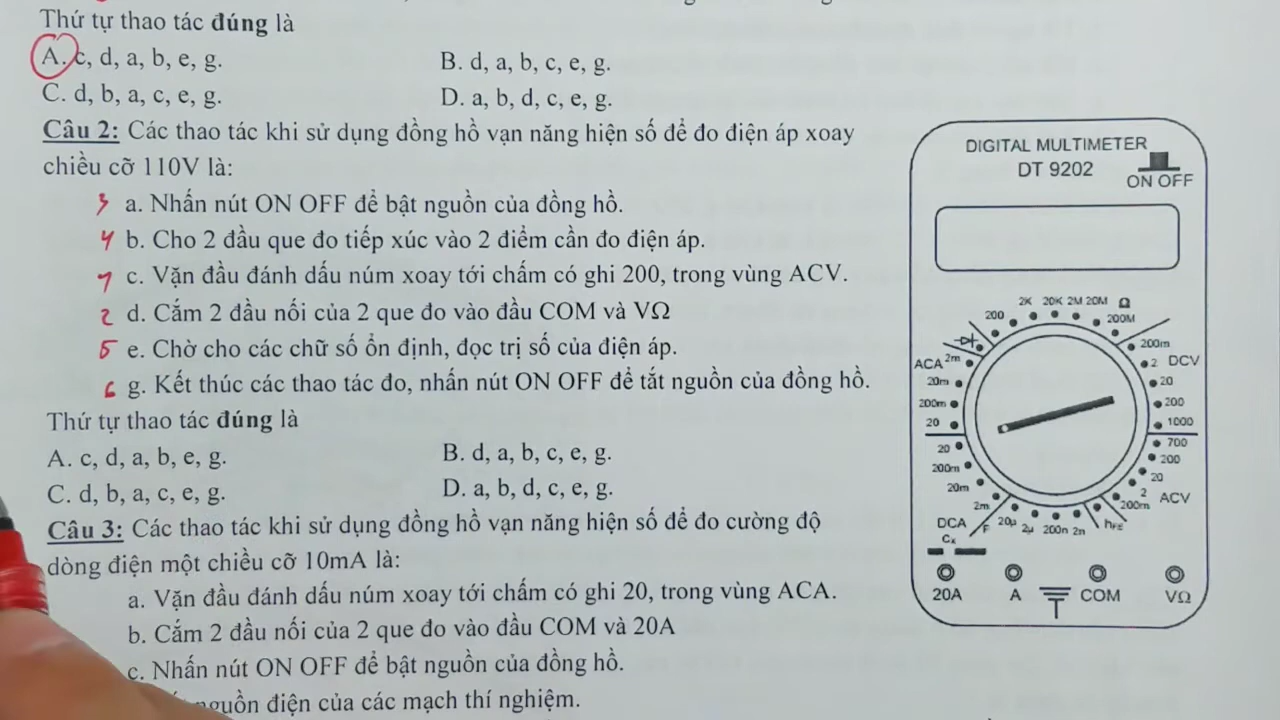 Thứ tự thao tác đúng là
A. c, d, a, b, e, g.
B. d, a, b, c, e, g.
C. d, b, a, c, e, g.
D. a, b, d, c, e, g.
Câu 2: Các thao tác khi sử dụng đồng hồ vạn năng hiện số để đo điện áp xoay
chiều cỡ 110V là:
3 a. Nhấn nút ON OFF để bật nguồn của đồng hồ.
4 b. Cho 2 đầu que đo tiếp xúc vào 2 điểm cần đo điện áp.
1 c. Vặn đầu đánh dấu núm xoay tới chấm có ghi 200, trong vùng ACV.
2 d. Cắm 2 đầu nối của 2 que đo vào đầu COM và VΩ
5 e. Chờ cho các chữ số ổn định, đọc trị số của điện áp.
6 g. Kết thúc các thao tác đo, nhấn nút ON OFF để tắt nguồn của đồng hồ.
Thứ tự thao tác đúng là
A. c, d, a, b, e, g.
B. d, a, b, c, e, g.
C. d, b, a, c, e, g.
D. a, b, d, c, e, g.
Câu 3: Các thao tác khi sử dụng đồng hồ vạn năng hiện số để đo cường độ
dòng điện một chiều cỡ 10mA là:
a. Vặn đầu đánh dấu núm xoay tới chấm có ghi 20, trong vùng ACA.
b. Cắm 2 đầu nối của 2 que đo vào đầu COM và 20A
c. Nhấn nút ON OFF để bật nguồn của đồng hồ.
nguồn điện của các mạch thí nghiệm.
DIGITAL MULTIMETER
DT 9202
ON OFF
200 2K 20K 2M 20M Ω
200M
200m
2 DCV
20
200
1000
700
200
20
2 ACV
200m
hFE
ACA 2m
20m
200m
20
20
200m
20m
2m
DCA F 20µ 2µ 200n 2n
Cx
20A A COM VΩ